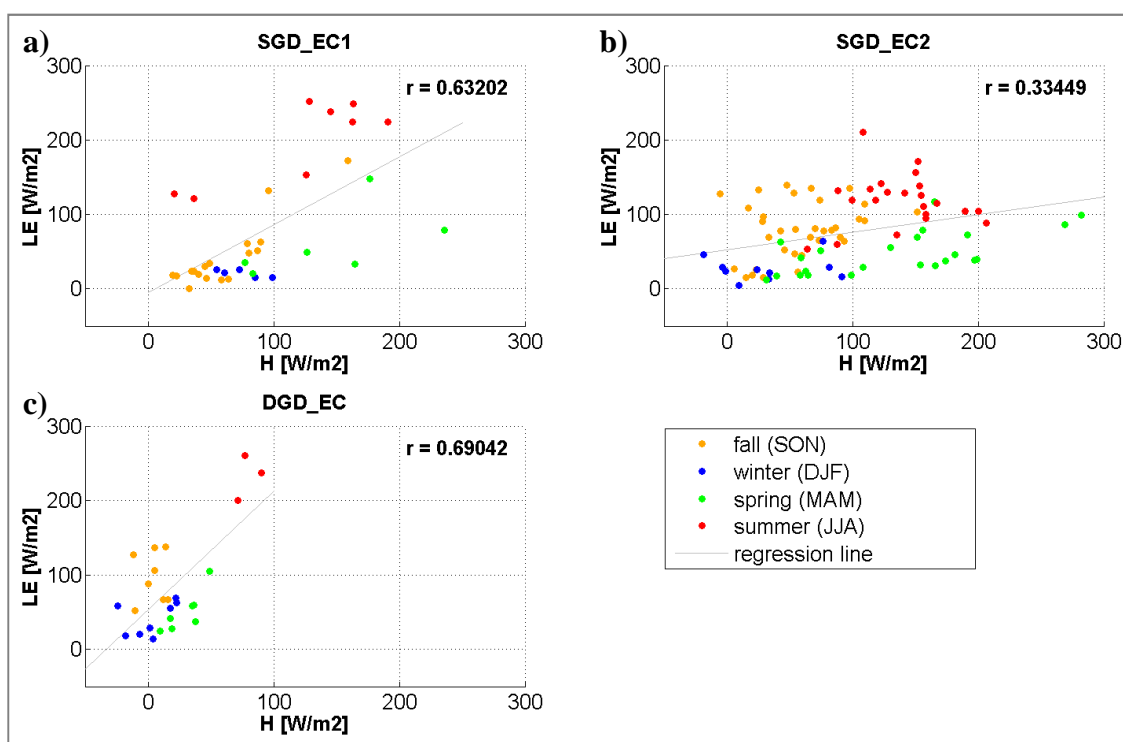 a)
SGD_EC1
r = 0.63202
300
200
100
0
LE [W/m2]
0 100 200 300
H [W/m2]
b)
SGD_EC2
r = 0.33449
300
200
100
0
LE [W/m2]
0 100 200 300
H [W/m2]
c)
DGD_EC
r = 0.69042
300
200
100
0
LE [W/m2]
0 100 200 300
H [W/m2]
fall (SON)
winter (DJF)
spring (MAM)
summer (JJA)
regression line